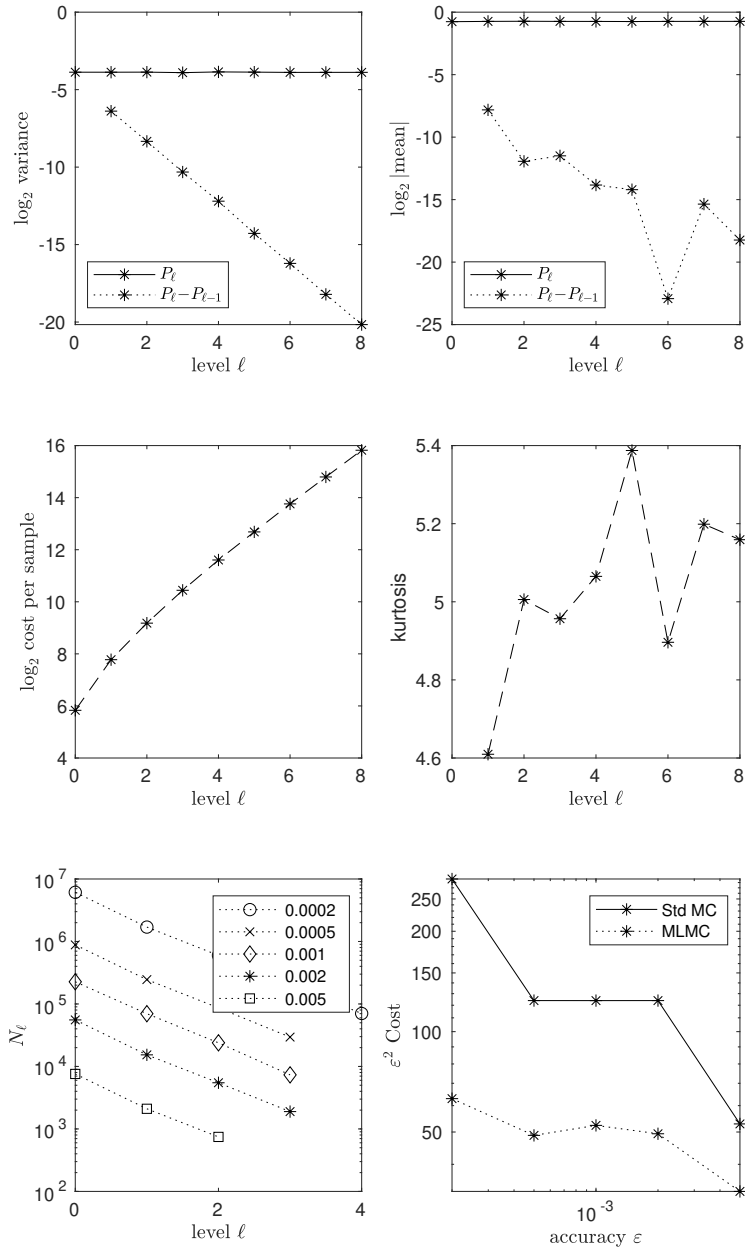 0
-5
-10
-15
-20
log₂ variance
P_ℓ
P_ℓ−P_ℓ−1
0 2 4 6 8
level ℓ
0
-5
-10
-15
-20
-25
log₂ |mean|
P_ℓ
P_ℓ−P_ℓ−1
0 2 4 6 8
level ℓ
16
14
12
10
8
6
4
log₂ cost per sample
0 2 4 6 8
level ℓ
5.4
5.2
5
4.8
4.6
kurtosis
0 2 4 6 8
level ℓ
10⁷
10⁶
10⁵
10⁴
10³
10²
N_ℓ
0.0002
0.0005
0.001
0.002
0.005
0 2 4
level ℓ
250
200
150
100
50
ε² Cost
Std MC
MLMC
10⁻³
accuracy ε